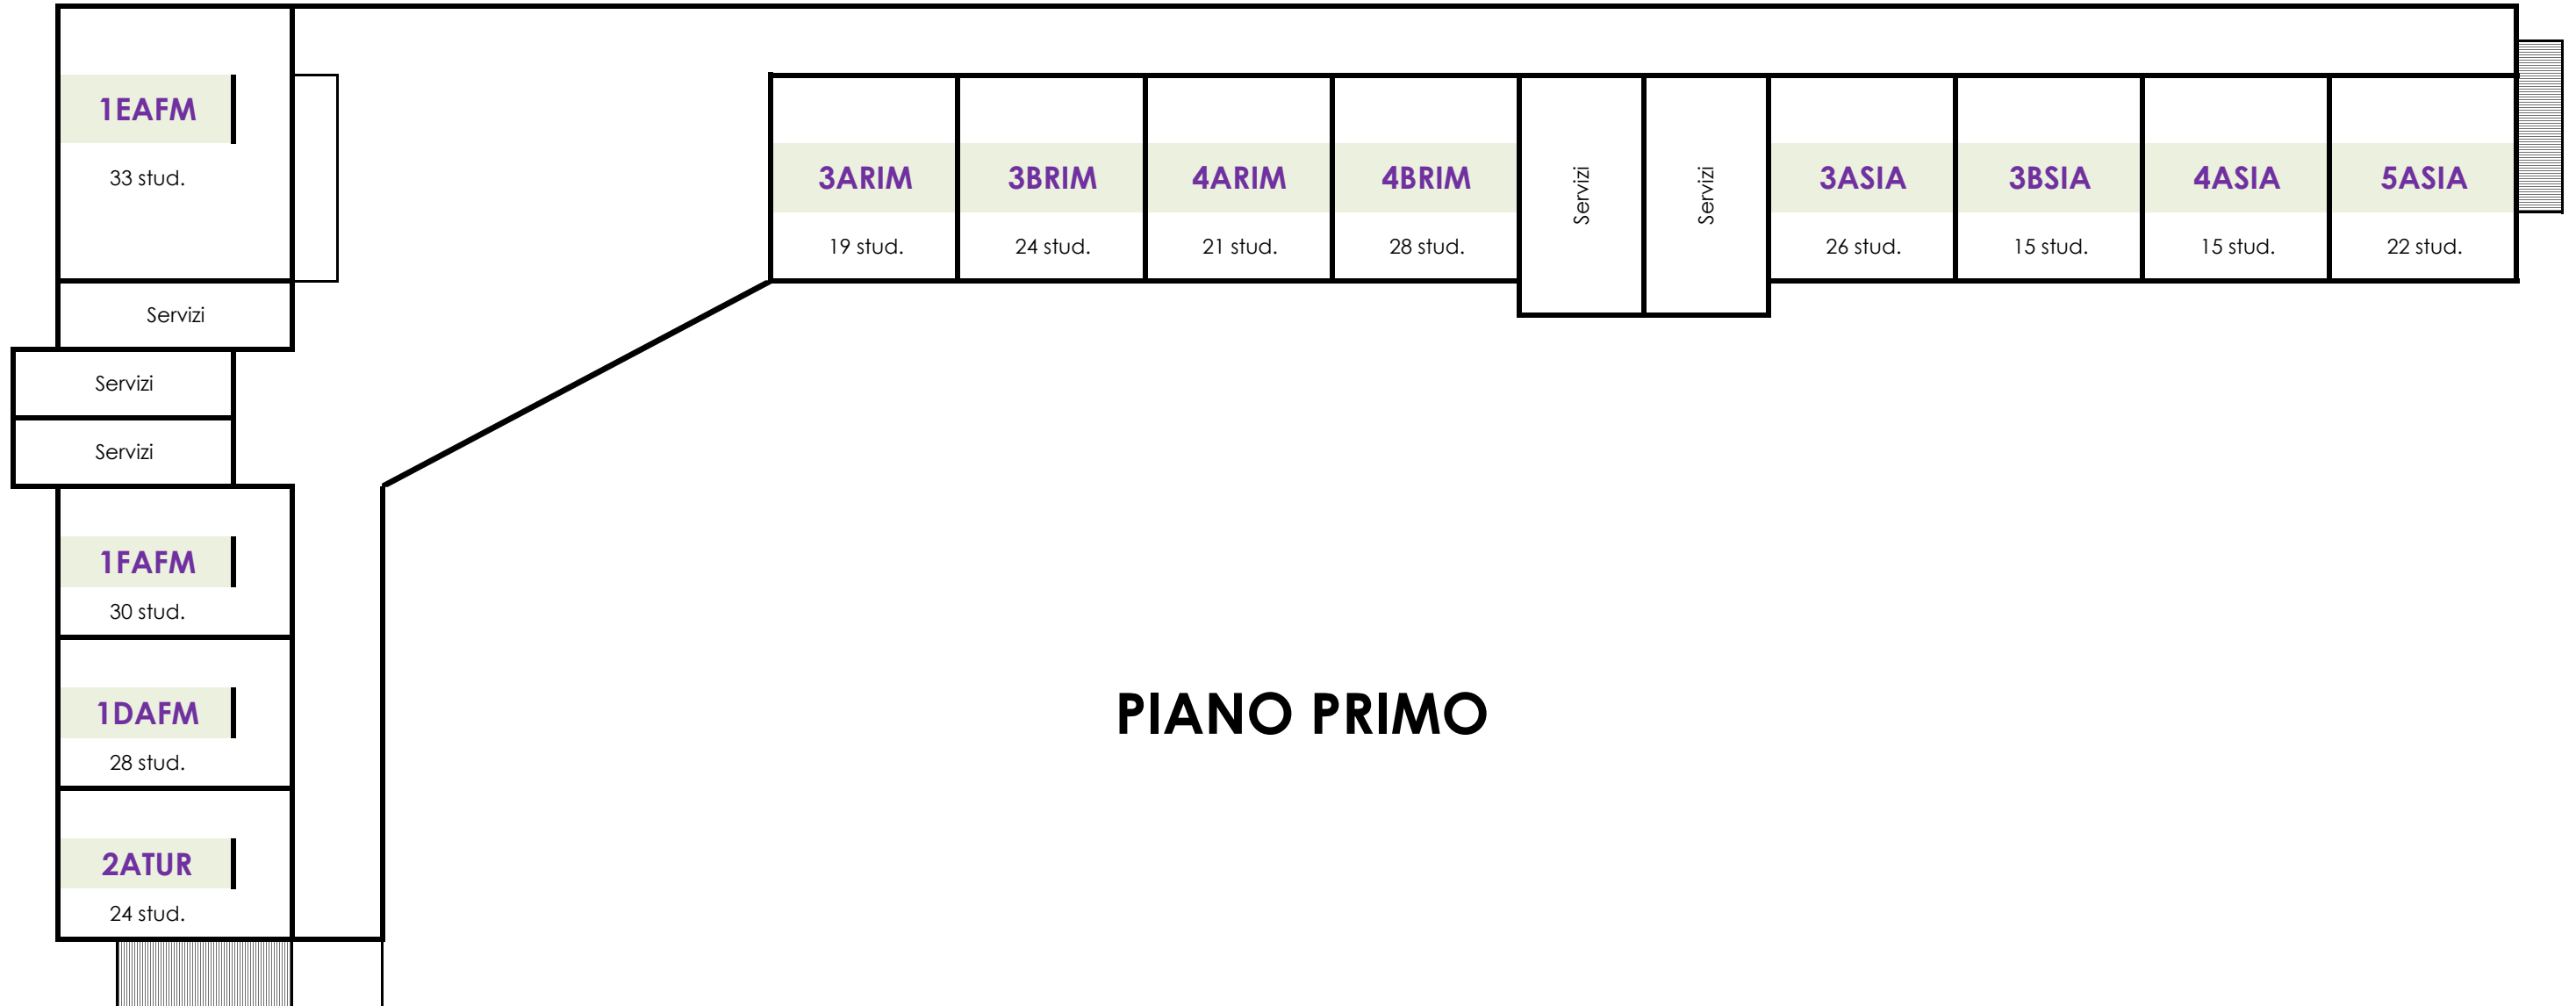 1EAFM
33 stud.
Servizi
Servizi
Servizi
1FAFM
30 stud.
1DAFM
28 stud.
2ATUR
24 stud.
3ARIM
19 stud.
3BRIM
24 stud.
4ARIM
21 stud.
4BRIM
28 stud.
Servizi
Servizi
3ASIA
26 stud.
3BSIA
15 stud.
4ASIA
15 stud.
5ASIA
22 stud.
PIANO PRIMO